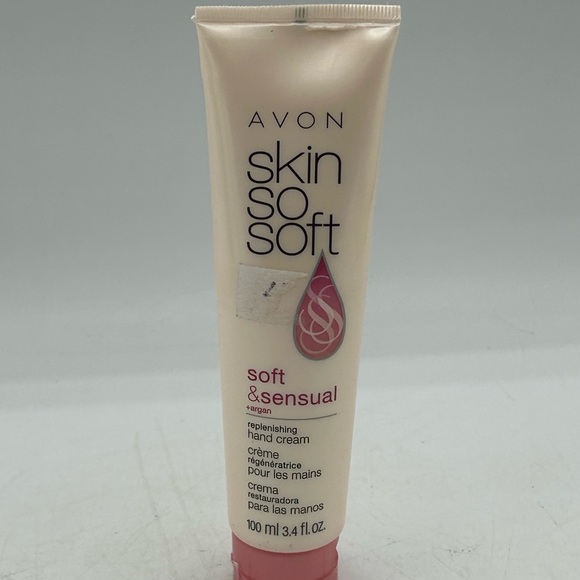 AVON
skin
so
soft
soft
&sensual
+argan
replenishing
hand cream
crème
régénératrice
pour les mains
crema
restauradora
para las manos
100 ml 3.4 fl.oz.